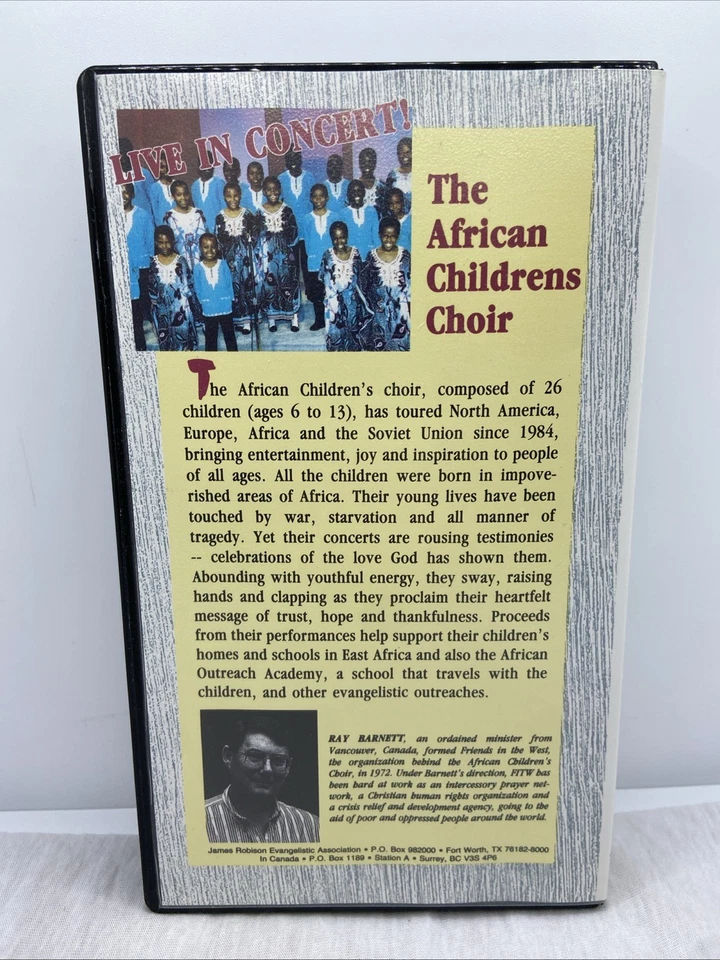 LIVE IN CONCERT!
The
African
Childrens
Choir
The African Children's choir, composed of 26
children (ages 6 to 13), has toured North America,
Europe, Africa and the Soviet Union since 1984,
bringing entertainment, joy and inspiration to people
of all ages. All the children were born in impove-
rished areas of Africa. Their young lives have been
touched by war, starvation and all manner of
tragedy. Yet their concerts are rousing testimonies
-- celebrations of the love God has shown them.
Abounding with youthful energy, they sway, raising
hands and clapping as they proclaim their heartfelt
message of trust, hope and thankfulness. Proceeds
from their performances help support their children's
homes and schools in East Africa and also the African
Outreach Academy, a school that travels with the
children, and other evangelistic outreaches.
RAY BARNETT, an ordained minister from
Vancouver, Canada, formed Friends in the West,
the organization behind the African Children's
Choir, in 1972. Under Barnett's direction, FITW has
been hard at work as an intercessory prayer net-
work, a Christian human rights organization and
a crisis relief and development agency, going to the
aid of poor and oppressed people around the world.
James Robison Evangelistic Association • P.O. Box 982000 • Fort Worth, TX 76182-8000
In Canada • P.O. Box 1189 • Station A • Surrey, BC V3S 4P6